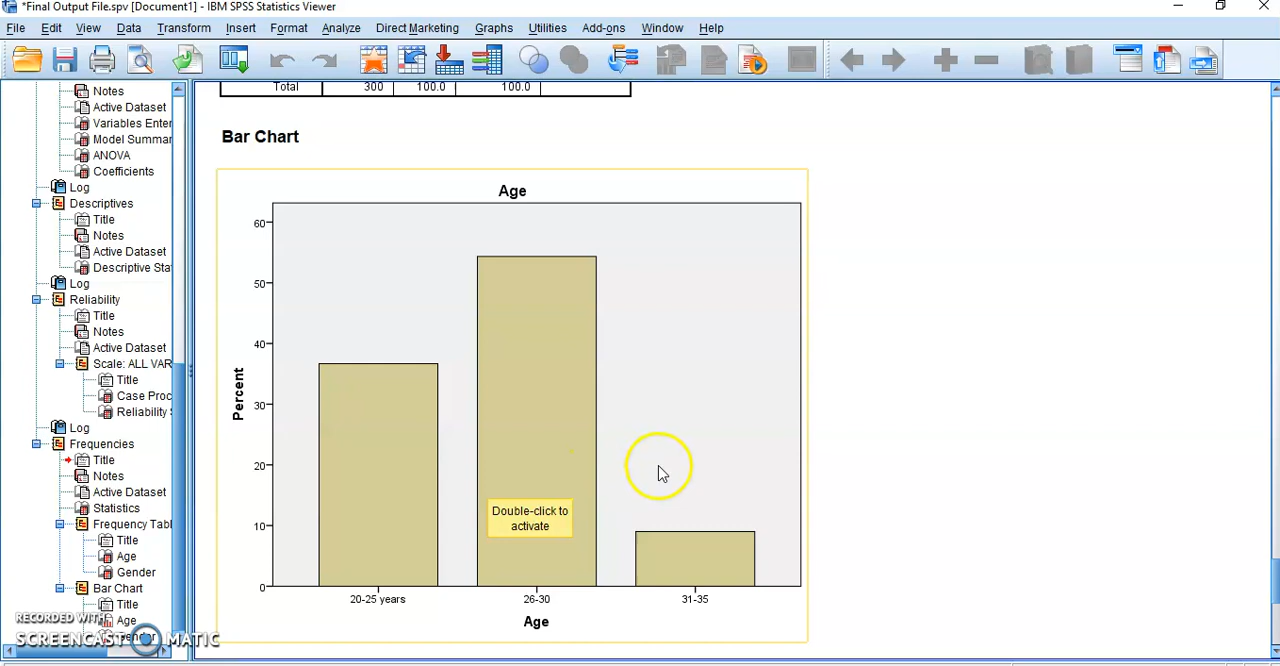 *Final Output File.spv [Document1] - IBM SPSS Statistics Viewer
File Edit View Data Transform Insert Format Analyze Direct Marketing Graphs Utilities Add-ons Window Help
Notes
Active Dataset
Variables Enter
Model Summar
ANOVA
Coefficients
Log
Descriptives
Title
Notes
Active Dataset
Descriptive Sta
Log
Reliability
Title
Notes
Active Dataset
Scale: ALL VAR
Title
Case Proc
Reliability S
Log
Frequencies
Title
Notes
Active Dataset
Statistics
Frequency Tabl
Title
Age
Gender
Bar Chart
Title
Age
Gender
RECORDED WITH
SCREENCAST MATIC
Total 300 100.0 100.0
Bar Chart
Age
Percent
60
50
40
30
20
10
0
Double-click to
activate
20-25 years 26-30 31-35
Age